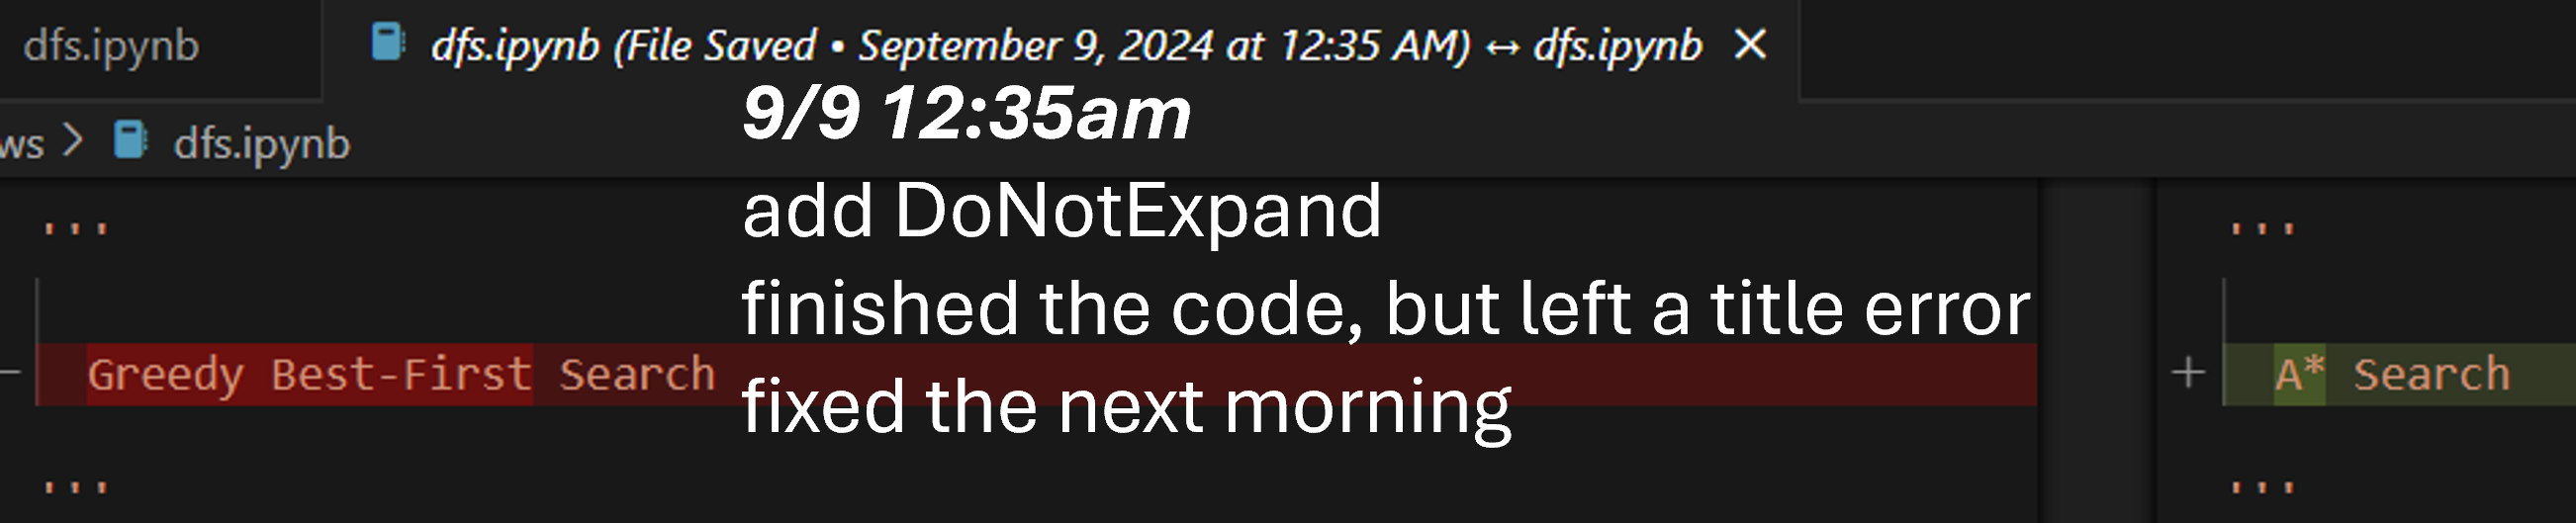 dfs.ipynb
dfs.ipynb (File Saved • September 9, 2024 at 12:35 AM) ↔ dfs.ipynb ×
9/9 12:35am
ws > dfs.ipynb
add DoNotExpand
finished the code, but left a title error
fixed the next morning
'''
− Greedy Best-First Search
'''
'''
+ A* Search
'''